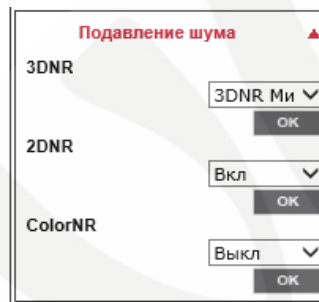 Подавление шума
3DNR
3DNR Ми
OK
2DNR
Вкл
OK
ColorNR
Выкл
OK